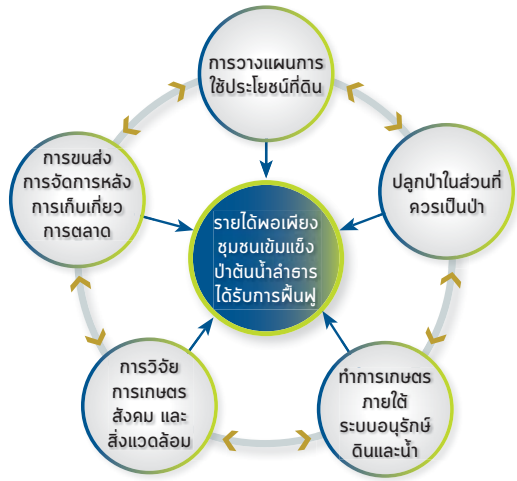 การวางแผนการ
ใช้ประโยชน์ที่ดิน
ปลูกป่าในส่วนที่
ควรเป็นป่า
ทำการเกษตร
ภายใต้
ระบบอนุรักษ์
ดินและน้ำ
การวิจัย
การเกษตร
สังคม และ
สิ่งแวดล้อม
การขนส่ง
การจัดการหลัง
การเก็บเกี่ยว
การตลาด
รายได้พอเพียง
ชุมชนเข้มแข็ง
ป่าต้นน้ำลำธาร
ได้รับการฟื้นฟู